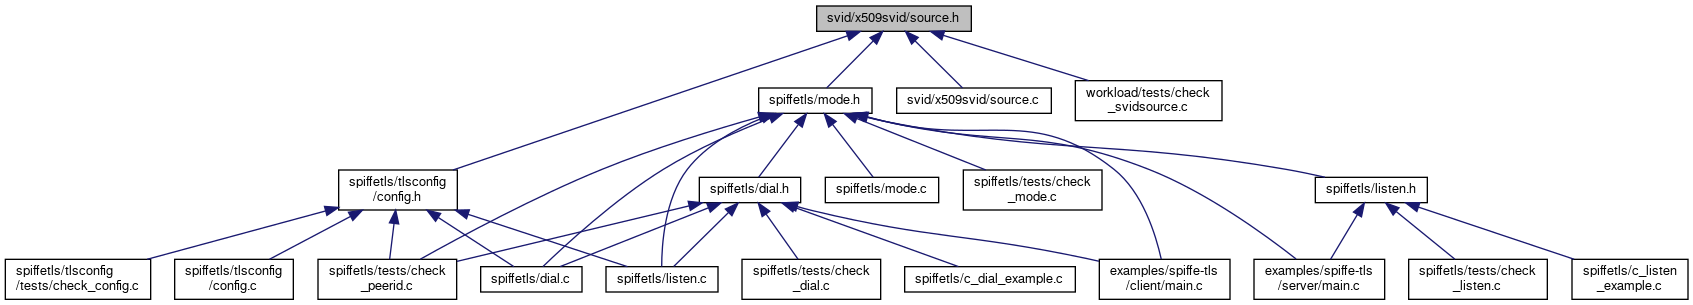 svid/x509svid/source.h
spiffetls/mode.h
svid/x509svid/source.c
workload/tests/check
_svidsource.c
spiffetls/tlsconfig
/config.h
spiffetls/dial.h
spiffetls/mode.c
spiffetls/tests/check
_mode.c
spiffetls/listen.h
spiffetls/tlsconfig
/tests/check_config.c
spiffetls/tlsconfig
/config.c
spiffetls/tests/check
_peerid.c
spiffetls/dial.c
spiffetls/listen.c
spiffetls/tests/check
_dial.c
spiffetls/c_dial_example.c
examples/spiffe-tls
/client/main.c
examples/spiffe-tls
/server/main.c
spiffetls/tests/check
_listen.c
spiffetls/c_listen
_example.c